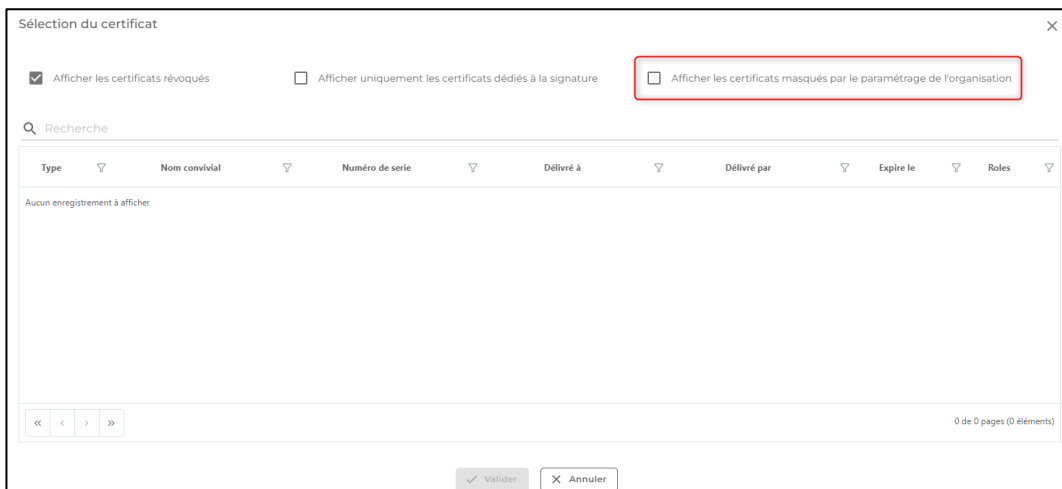 Sélection du certificat
Afficher les certificats révoqués Afficher uniquement les certificats dédiés à la signature Afficher les certificats masqués par le paramétrage de l'organisation
Recherche
Type Nom convivial Numéro de serie Délivré à Délivré par Expire le Roles
Aucun enregistrement à afficher
0 de 0 pages (0 éléments)
Valider Annuler